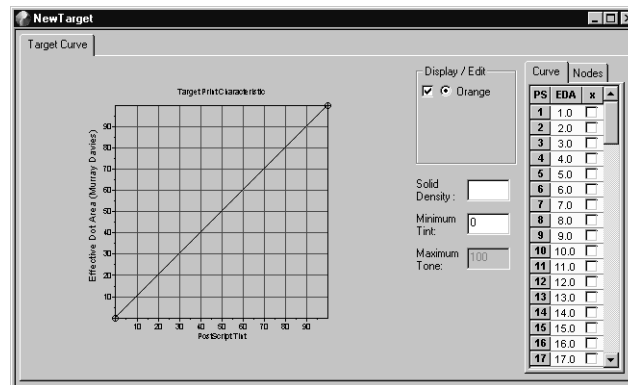 NewTarget
Target Curve
Target Print Characteristic
Effective Dot Area (Murray Davies)
90
80
70
60
50
40
30
20
10
10 20 30 40 50 60 70 80 90
PostScript Tint
Display / Edit
Orange
Solid
Density :
Minimum
Tint:
0
Maximum
Tone:
100
Curve Nodes
PS EDA x
1 1.0
2 2.0
3 3.0
4 4.0
5 5.0
6 6.0
7 7.0
8 8.0
9 9.0
10 10.0
11 11.0
12 12.0
13 13.0
14 14.0
15 15.0
16 16.0
17 17.0